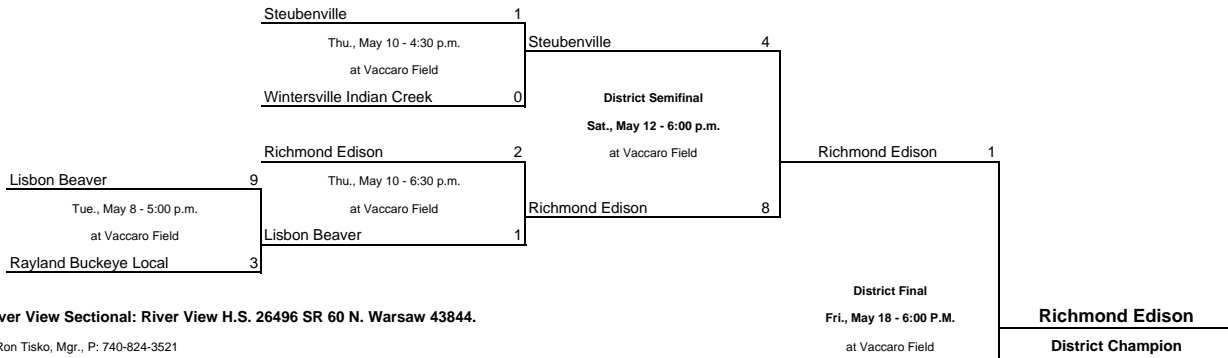 Steubenville 1
Thu., May 10 - 4:30 p.m.
Steubenville 4
at Vaccaro Field
Wintersville Indian Creek 0
District Semifinal
Sat., May 12 - 6:00 p.m.
Richmond Edison 2
at Vaccaro Field
Richmond Edison 1
Lisbon Beaver 9
Thu., May 10 - 6:30 p.m.
Tue., May 8 - 5:00 p.m.
at Vaccaro Field
Richmond Edison 8
at Vaccaro Field
Lisbon Beaver 1
Rayland Buckeye Local 3
District Final
View Sectional: River View H.S. 26496 SR 60 N. Warsaw 43844.
Fri., May 18 - 6:00 P.M.
Richmond Edison
Ron Tisko, Mgr., P: 740-824-3521
at Vaccaro Field
District Champion